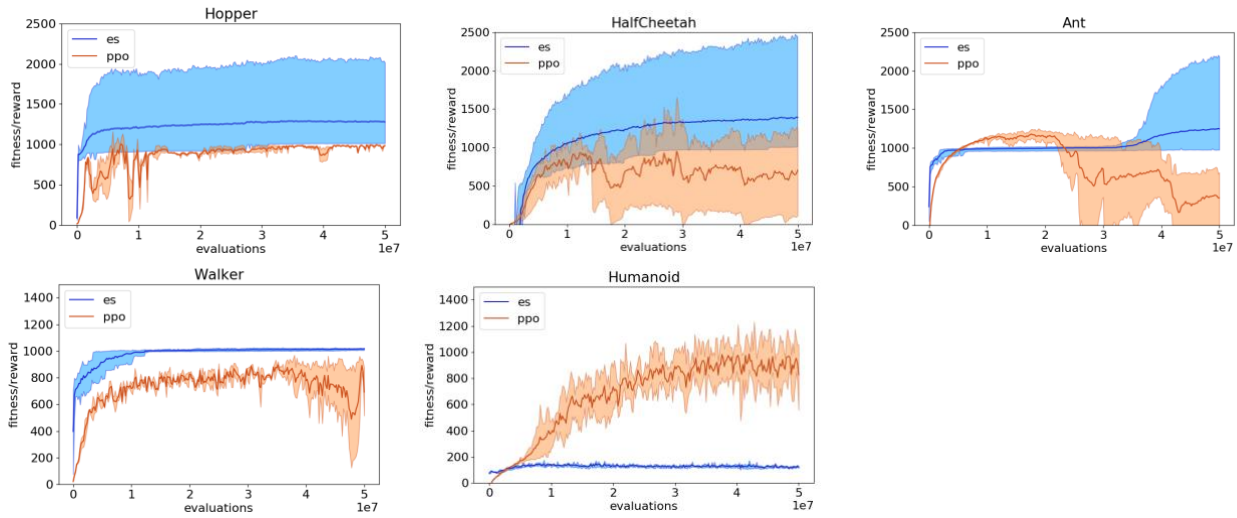 Hopper
2500
2000
1500
1000
500
0
es
ppo
fitness/reward
0 1 2 3 4 5
1e7
evaluations
HalfCheetah
2500
2000
1500
1000
500
0
es
ppo
fitness/reward
0 1 2 3 4 5
1e7
evaluations
Ant
2500
2000
1500
1000
500
0
es
ppo
fitness/reward
0 1 2 3 4 5
1e7
evaluations
Walker
1400
1200
1000
800
600
400
200
0
es
ppo
fitness/reward
0 1 2 3 4 5
1e7
evaluations
Humanoid
1400
1200
1000
800
600
400
200
0
es
ppo
fitness/reward
0 1 2 3 4 5
1e7
evaluations